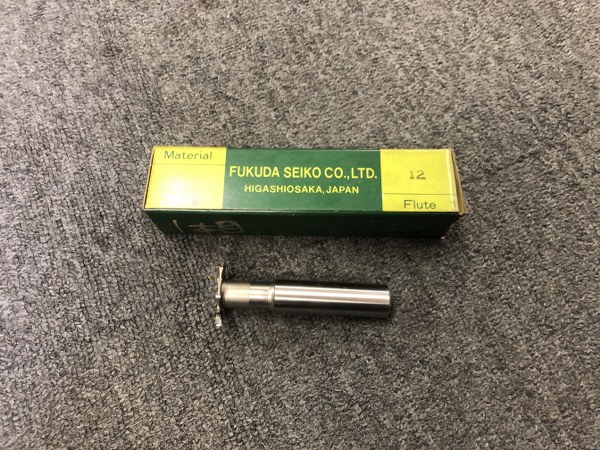 Material
FUKUDA SEIKO CO.,LTD.
HIGASHIOSAKA, JAPAN
12
Flute